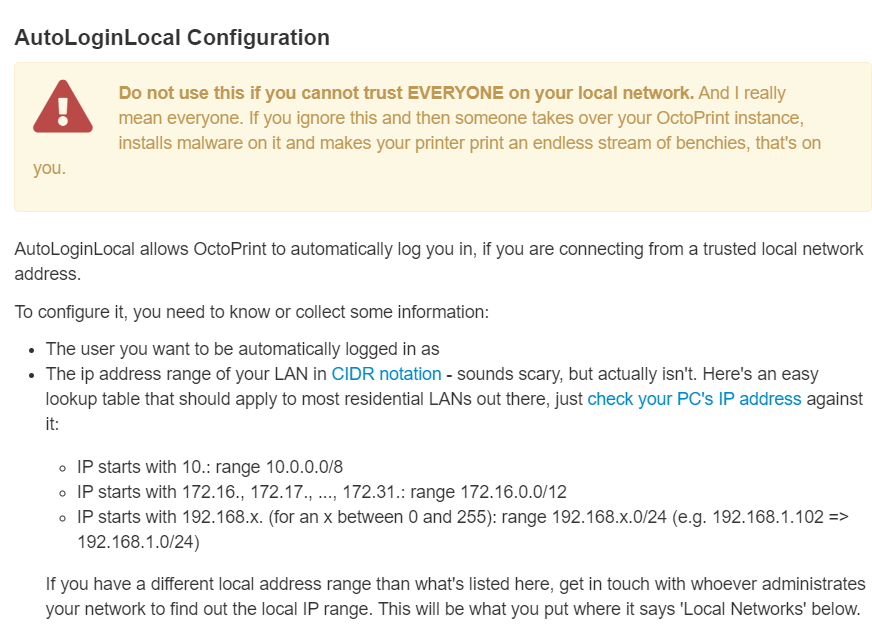 AutoLoginLocal Configuration
Do not use this if you cannot trust EVERYONE on your local network. And I really
mean everyone. If you ignore this and then someone takes over your OctoPrint instance,
installs malware on it and makes your printer print an endless stream of benchies, that's on
you.
AutoLoginLocal allows OctoPrint to automatically log you in, if you are connecting from a trusted local network
address.
To configure it, you need to know or collect some information:
• The user you want to be automatically logged in as
• The ip address range of your LAN in CIDR notation - sounds scary, but actually isn't. Here's an easy
lookup table that should apply to most residential LANs out there, just check your PC's IP address against
it:
◦ IP starts with 10.: range 10.0.0.0/8
◦ IP starts with 172.16., 172.17., ..., 172.31.: range 172.16.0.0/12
◦ IP starts with 192.168.x. (for an x between 0 and 255): range 192.168.x.0/24 (e.g. 192.168.1.102 =>
192.168.1.0/24)
If you have a different local address range than what's listed here, get in touch with whoever administrates
your network to find out the local IP range. This will be what you put where it says 'Local Networks' below.